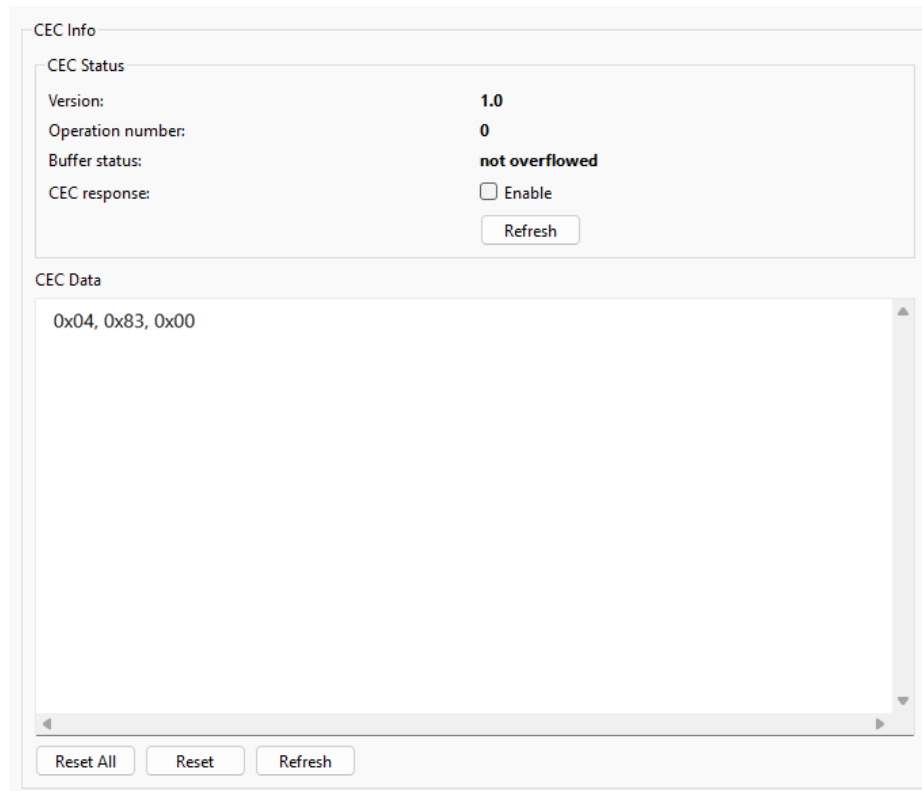 CEC Info
CEC Status
Version: 1.0
Operation number: 0
Buffer status: not overflowed
CEC response: Enable
Refresh
CEC Data
0x04, 0x83, 0x00
Reset All Reset Refresh